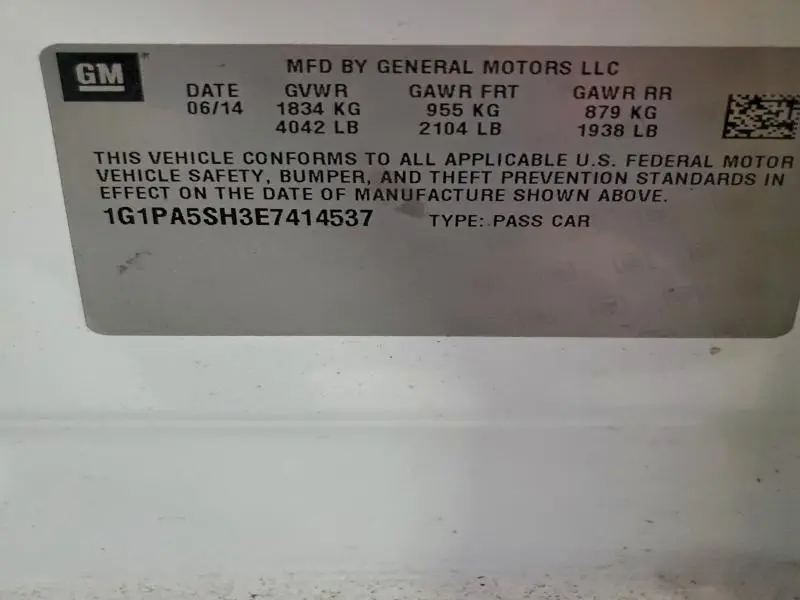 GM
MFD BY GENERAL MOTORS LLC
DATE GVWR GAWR FRT GAWR RR
06/14 1834 KG 955 KG 879 KG
4042 LB 2104 LB 1938 LB
THIS VEHICLE CONFORMS TO ALL APPLICABLE U.S. FEDERAL MOTOR
VEHICLE SAFETY, BUMPER, AND THEFT PREVENTION STANDARDS IN
EFFECT ON THE DATE OF MANUFACTURE SHOWN ABOVE.
1G1PA5SH3E7414537 TYPE: PASS CAR